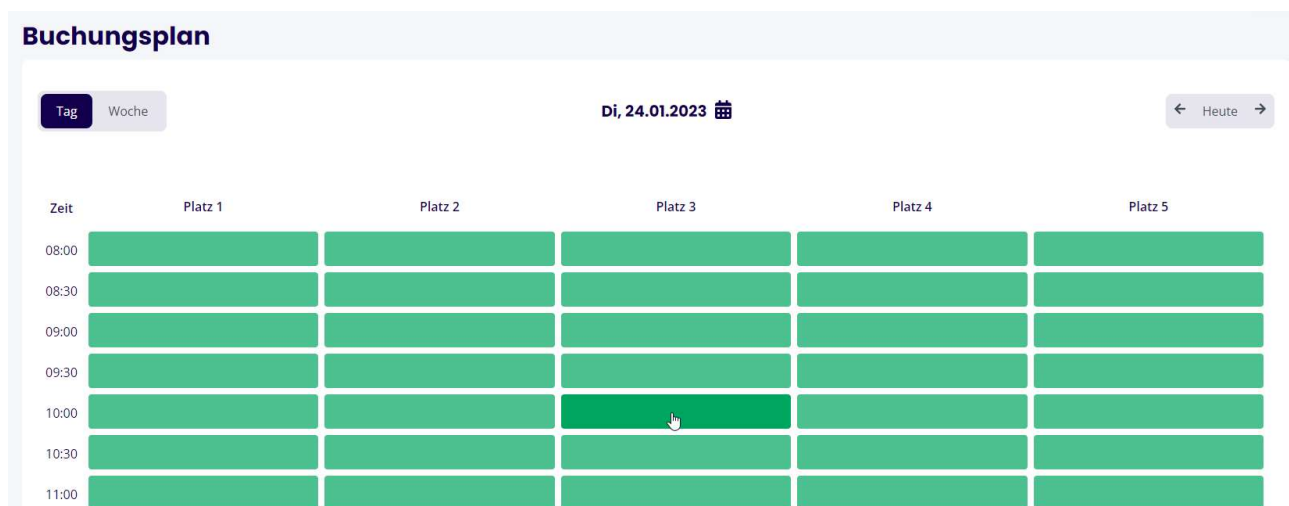 Buchungsplan
Tag Woche Di, 24.01.2023 Heute
Zeit Platz 1 Platz 2 Platz 3 Platz 4 Platz 5
08:00
08:30
09:00
09:30
10:00
10:30
11:00